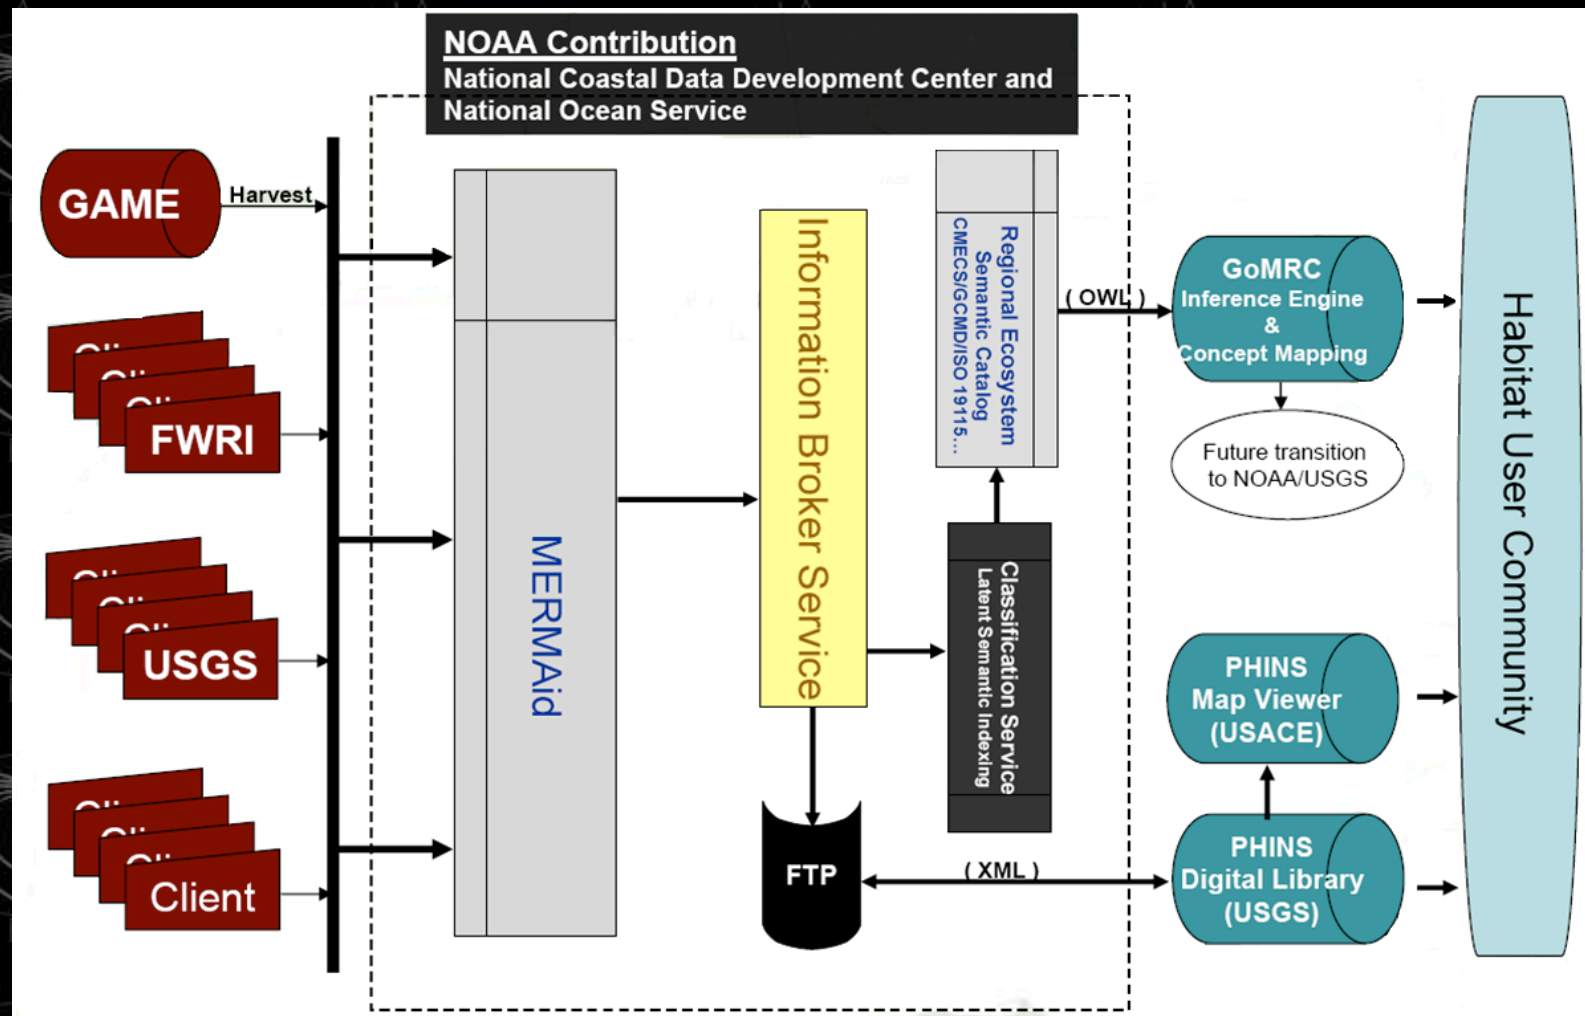 NOAA Contribution
National Coastal Data Development Center and
National Ocean Service
GAME
Harvest
FWRI
USGS
Client
MERMAid
Information Broker Service
FTP
Regional Ecosystem
Semantic Catalog
CMECS/GCMD/ISO 19115...
Classification Service
Latent Semantic Indexing
( OWL )
( XML )
GoMRC
Inference Engine
&
Concept Mapping
Future transition
to NOAA/USGS
PHINS
Map Viewer
(USACE)
PHINS
Digital Library
(USGS)
Habitat User Community